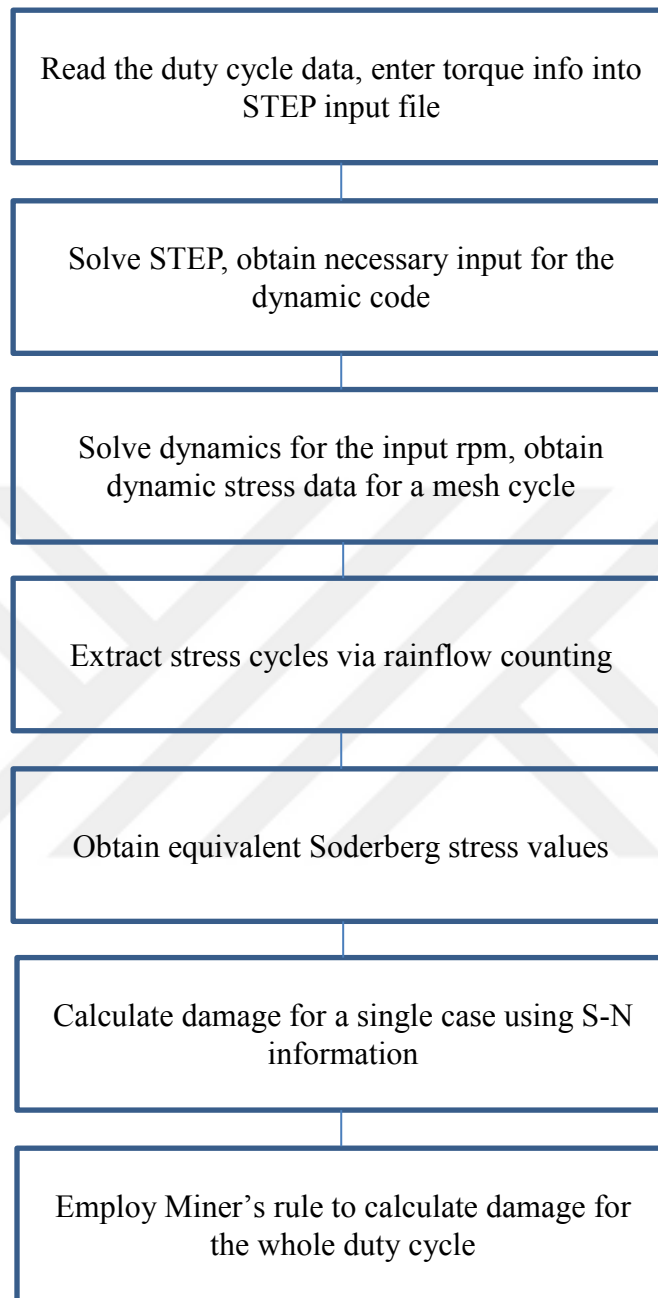 Read the duty cycle data, enter torque info into
STEP input file
Solve STEP, obtain necessary input for the
dynamic code
Solve dynamics for the input rpm, obtain
dynamic stress data for a mesh cycle
Extract stress cycles via rainflow counting
Obtain equivalent Soderberg stress values
Calculate damage for a single case using S-N
information
Employ Miner’s rule to calculate damage for
the whole duty cycle